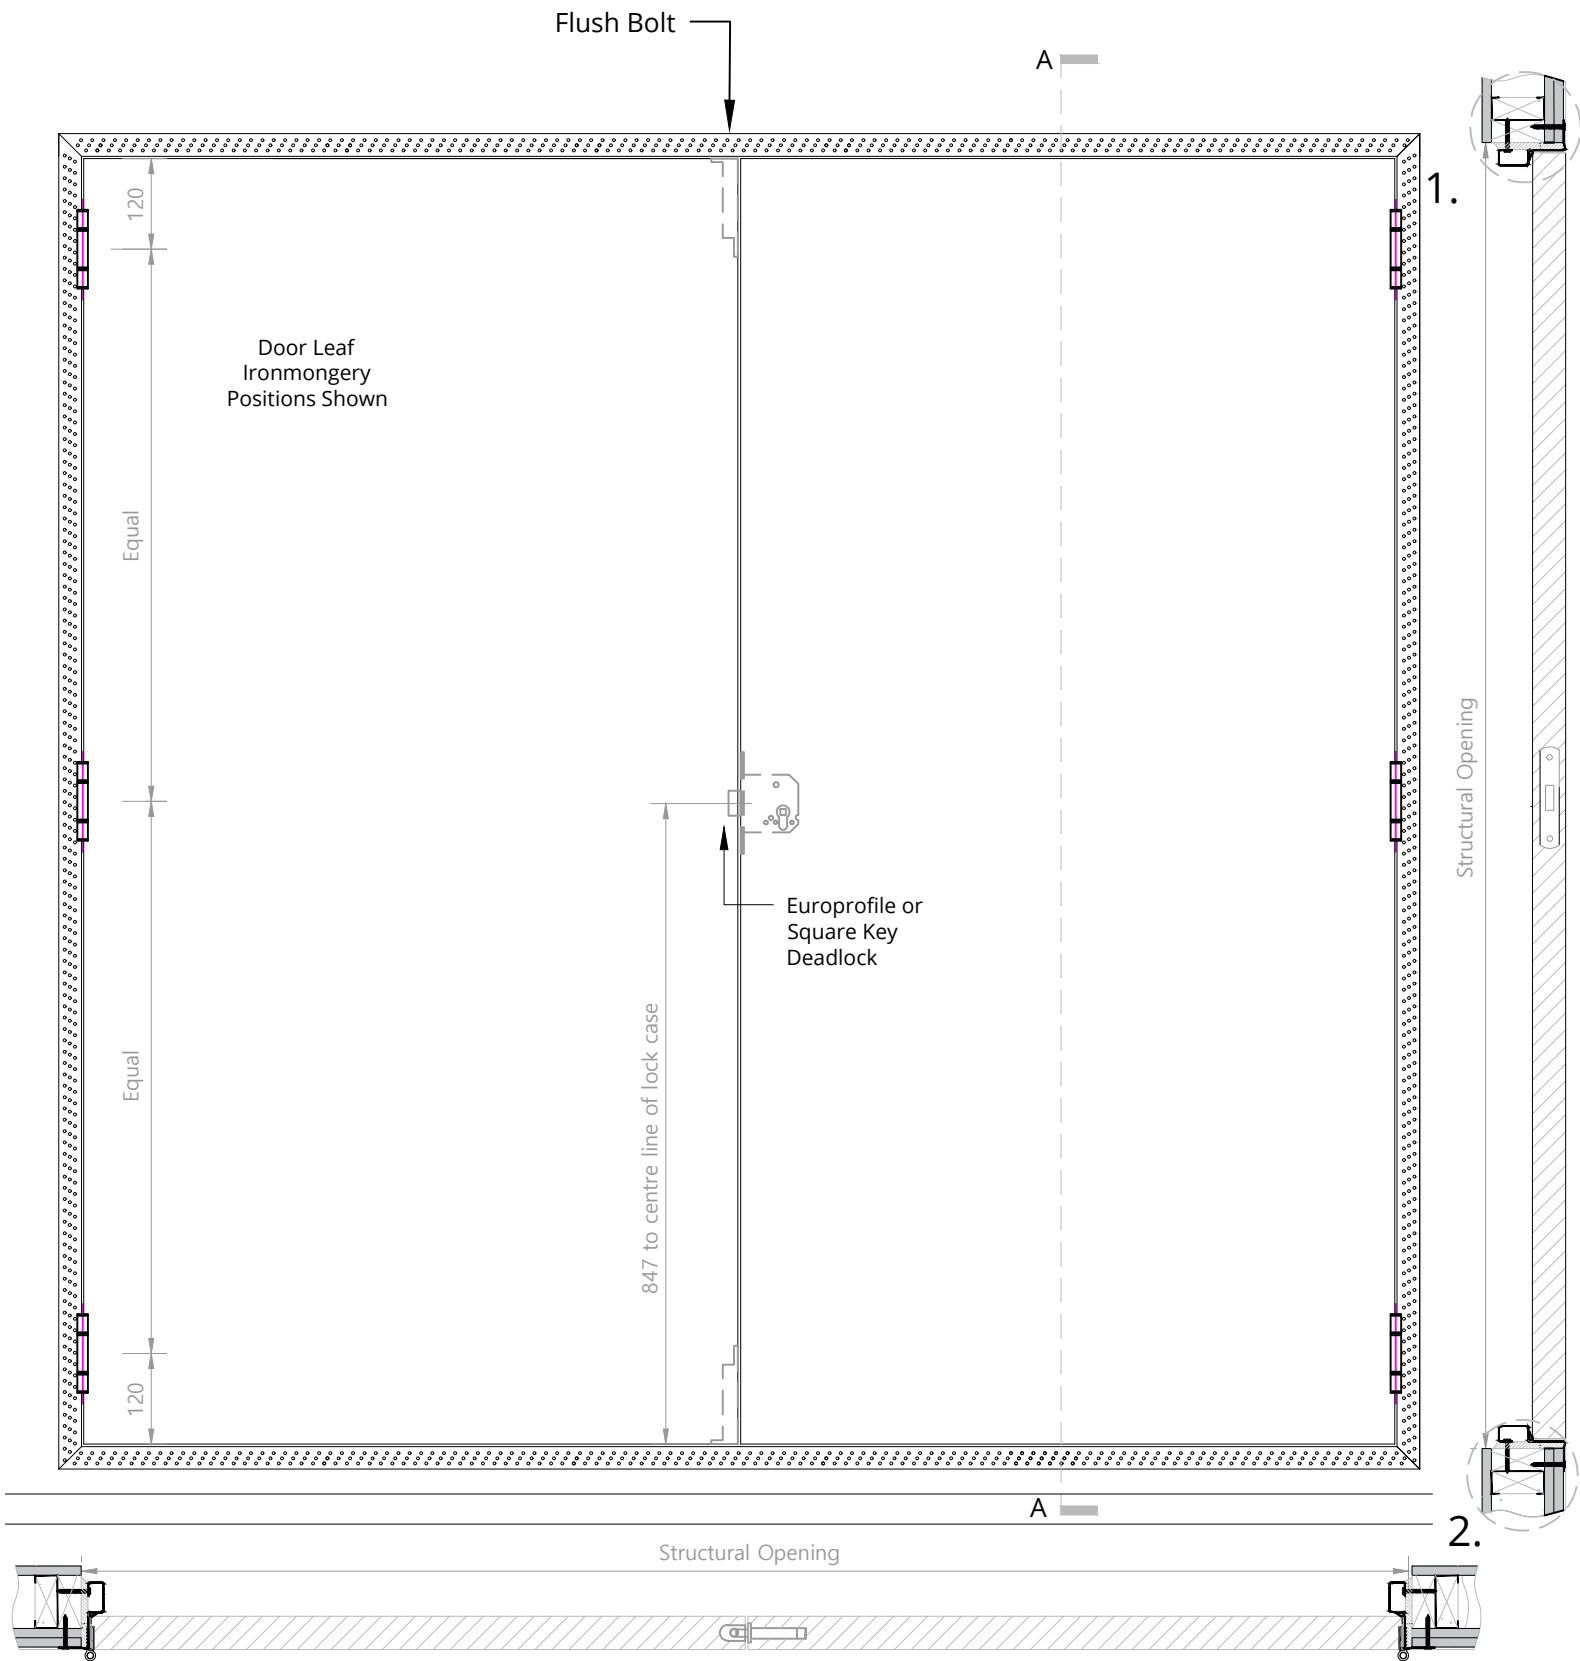 Flush Bolt
A
1.
120
Door Leaf
Ironmongery
Positions Shown
Equal
Structural Opening
Europrofile or
Square Key
Deadlock
847 to centre line of lock case
Equal
120
A
2.
Structural Opening